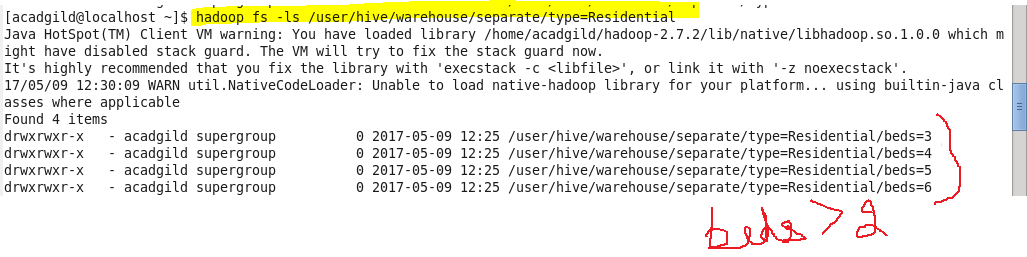 [acadgild@localhost ~]$ hadoop fs -ls /user/hive/warehouse/separate/type=Residential
Java HotSpot(TM) Client VM warning: You have loaded library /home/acadgild/hadoop-2.7.2/lib/native/libhadoop.so.1.0.0 which m
ight have disabled stack guard. The VM will try to fix the stack guard now.
It's highly recommended that you fix the library with 'execstack -c <libfile>', or link it with '-z noexecstack'.
17/05/09 12:30:09 WARN util.NativeCodeLoader: Unable to load native-hadoop library for your platform... using builtin-java cl
asses where applicable
Found 4 items
drwxrwxr-x   - acadgild supergroup          0 2017-05-09 12:25 /user/hive/warehouse/separate/type=Residential/beds=3
drwxrwxr-x   - acadgild supergroup          0 2017-05-09 12:25 /user/hive/warehouse/separate/type=Residential/beds=4
drwxrwxr-x   - acadgild supergroup          0 2017-05-09 12:25 /user/hive/warehouse/separate/type=Residential/beds=5
drwxrwxr-x   - acadgild supergroup          0 2017-05-09 12:25 /user/hive/warehouse/separate/type=Residential/beds=6
beds > 2